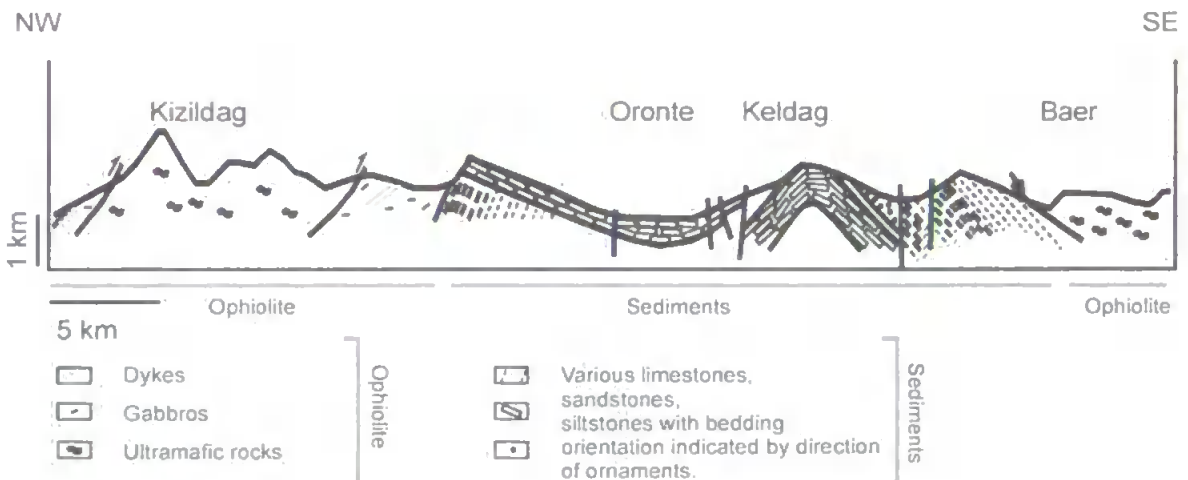 NW
SE
Kizildag
Oronte
Keldag
Baer
1 km
Ophiolite
Sediments
Ophiolite
5 km
Dykes
Gabbros
Ultramafic rocks
Ophiolite
Various limestones,
sandstones,
siltstones with bedding
orientation indicated by direction
of ornaments.
Sediments